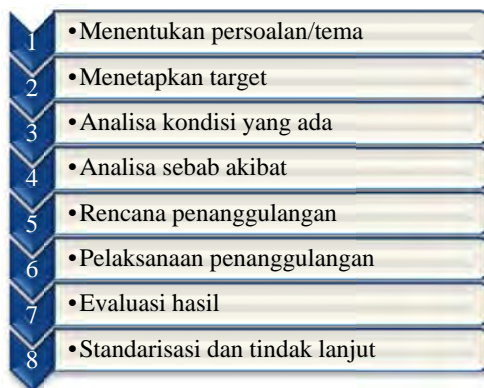 1 •Menentukan persoalan/tema
2 •Menetapkan target
3 •Analisa kondisi yang ada
4 •Analisa sebab akibat
5 •Rencana penanggulangan
6 •Pelaksanaan penanggulangan
7 •Evaluasi hasil
8 •Standarisasi dan tindak lanjut